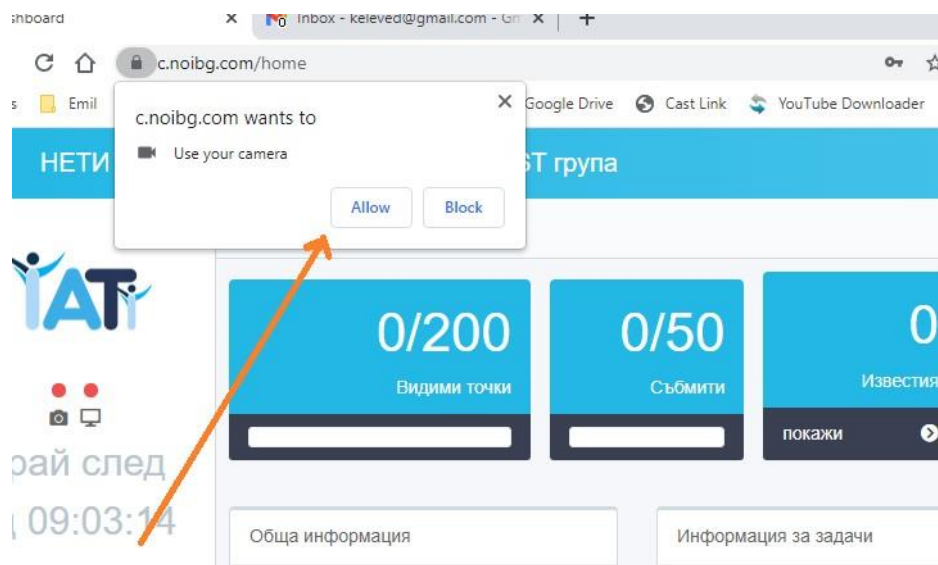 shboard
Inbox - keleved@gmail.com - Gm
c.noibg.com/home
s Emil Google Drive Cast Link YouTube Downloader
c.noibg.com wants to
Use your camera
Allow Block
НЕТИ ST група
IATI
0/200
Видими точки
0/50
Събмити
0
Известия
покажи
рай след
09:03:14
Обща информация
Информация за задачи